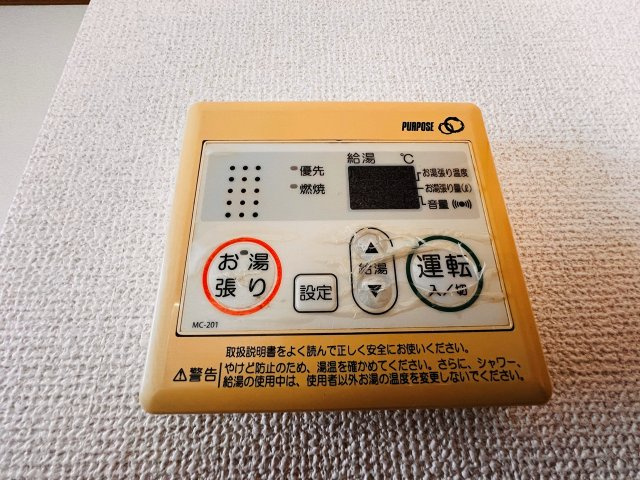 PURPOSE
給湯 ℃
優先
燃焼
お湯張り温度
お湯張り量(ℓ)
音量
お湯張り
設定
▲
給湯
▼
運転
入/切
MC-201
取扱説明書をよく読んで正しく安全にお使いください。
⚠警告 やけど防止のため、湯温を確かめてください。さらに、シャワー、
給湯の使用中は、使用者以外お湯の温度を変更しないでください。